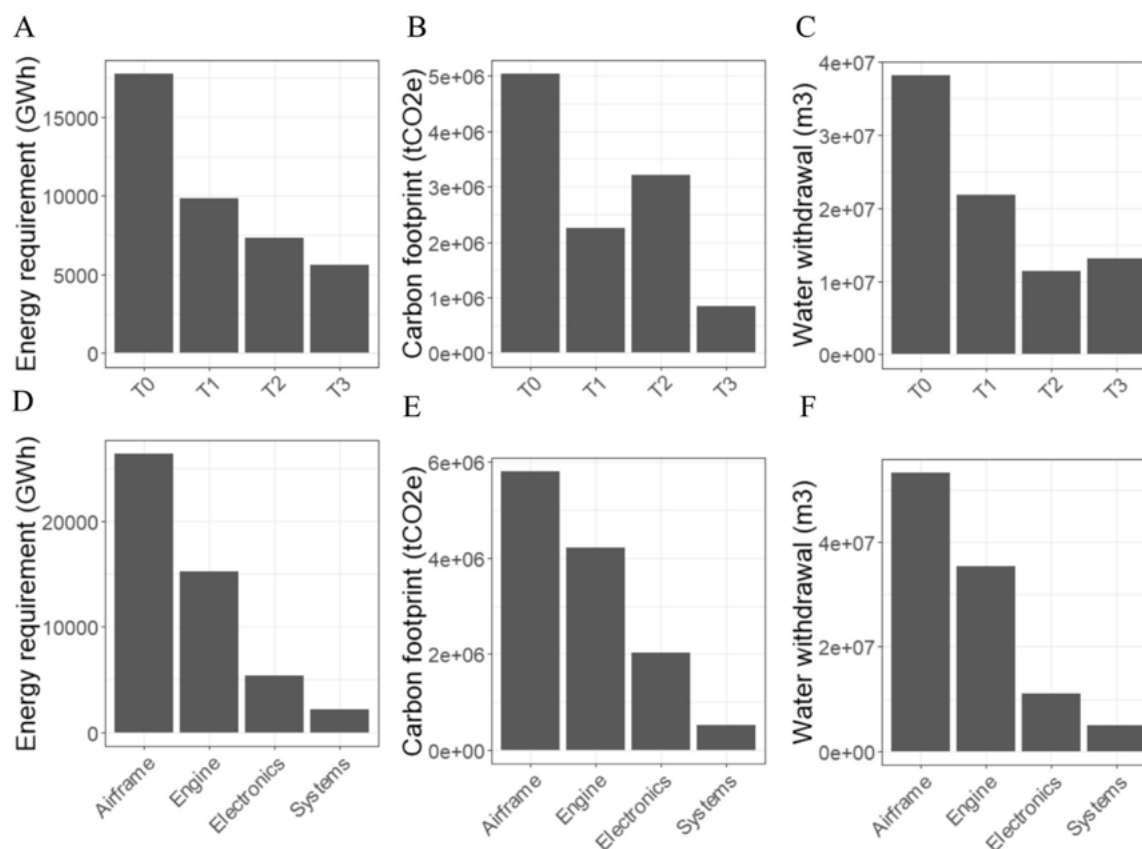 A
Energy requirement (GWh)
15000
10000
5000
0
T0
T1
T2
T3
B
Carbon footprint (tCO2e)
5e+06
4e+06
3e+06
2e+06
1e+06
0e+00
T0
T1
T2
T3
C
Water withdrawal (m3)
4e+07
3e+07
2e+07
1e+07
0e+00
T0
T1
T2
T3
D
Energy requirement (GWh)
20000
10000
0
Airframe
Engine
Electronics
Systems
E
Carbon footprint (tCO2e)
6e+06
4e+06
2e+06
0e+00
Airframe
Engine
Electronics
Systems
F
Water withdrawal (m3)
4e+07
2e+07
0e+00
Airframe
Engine
Electronics
Systems